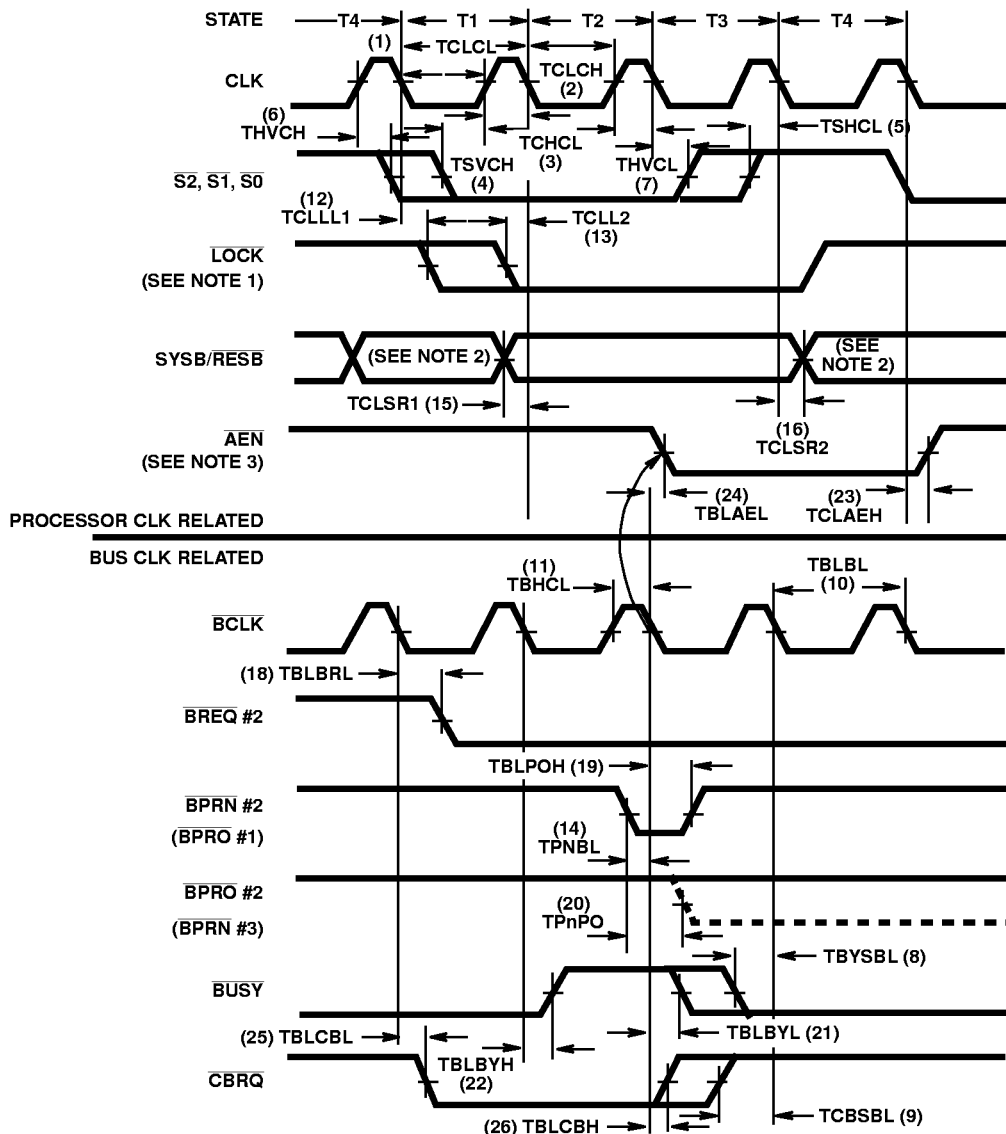 STATE T4 T1 T2 T3 T4
(1)
TCLCL
CLK
TCLCH
(2)
(6)
THVCH
TCHCL
(3)
TSHCL (5)
S2, S1, S0
TSVCH
(4)
THVCL
(7)
(12)
TCLLL1
TCLL2
(13)
LOCK
(SEE NOTE 1)
SYSB/RESB
(SEE NOTE 2)
(SEE
NOTE 2)
TCLSR1 (15)
(16)
TCLSR2
AEN
(SEE NOTE 3)
(24)
TBLAEL
(23)
TCLAEH
PROCESSOR CLK RELATED
BUS CLK RELATED
(11)
TBHCL
TBLBL
(10)
BCLK
(18) TBLBRL
BREQ #2
TBLPOH (19)
BPRN #2
(BPRO #1)
(14)
TPNBL
BPRO #2
(BPRN #3)
(20)
TPnPO
TBYSBL (8)
BUSY
(25) TBLCBL
TBLBYL (21)
TBLBYH
(22)
CBRQ
(26) TBLCBH
TCBSBL (9)